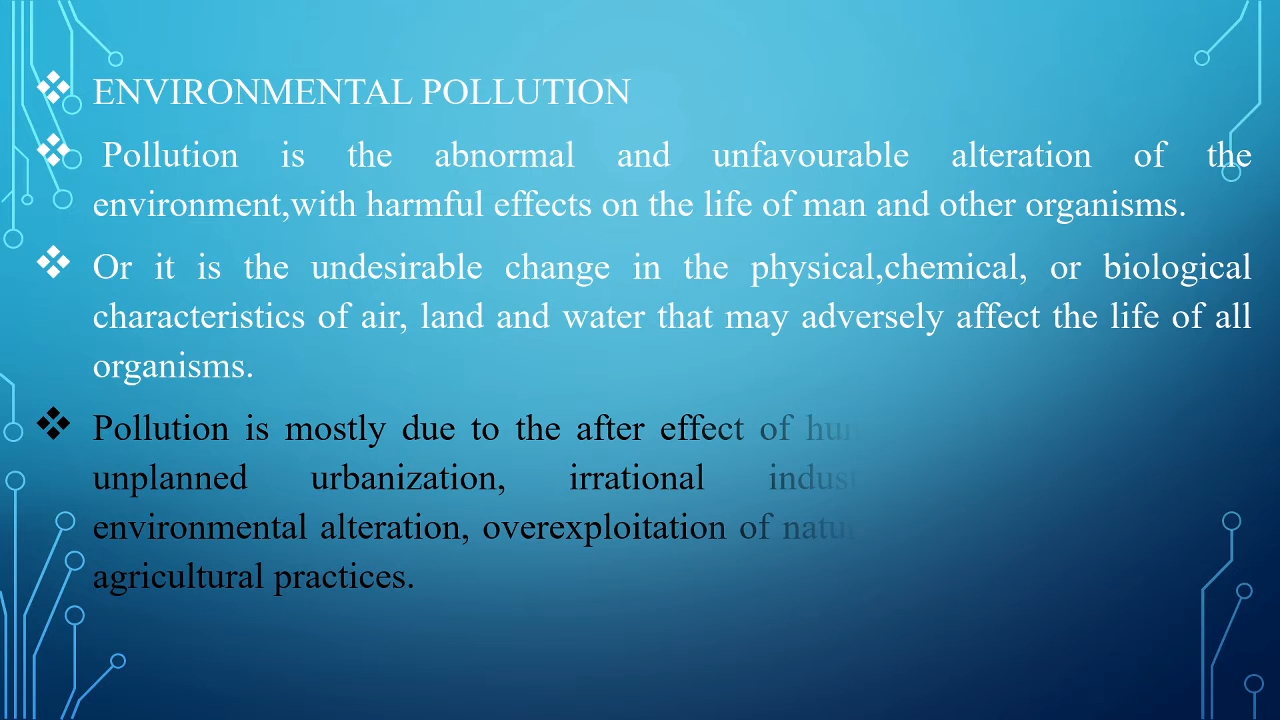 ENVIRONMENTAL POLLUTION
Pollution is the abnormal and unfavourable alteration of the
environment,with harmful effects on the life of man and other organisms.
Or it is the undesirable change in the physical,chemical, or biological
characteristics of air, land and water that may adversely affect the life of all
organisms.
Pollution is mostly due to the after effect of
unplanned urbanization, irrational
environmental alteration, overexploitation of
agricultural practices.